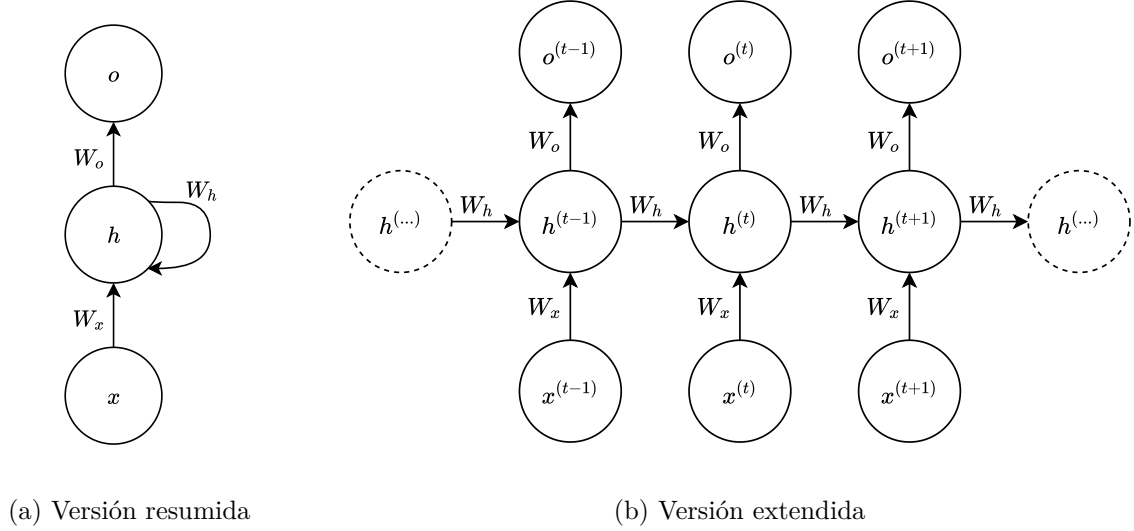 o
W_o
W_h
h
W_x
x
(a) Versión resumida
o^{(t−1)} o^{(t)} o^{(t+1)}
W_o W_o W_o
h^{(...)} W_h h^{(t−1)} W_h h^{(t)} W_h h^{(t+1)} W_h h^{(...)}
W_x W_x W_x
x^{(t−1)} x^{(t)} x^{(t+1)}
(b) Versión extendida